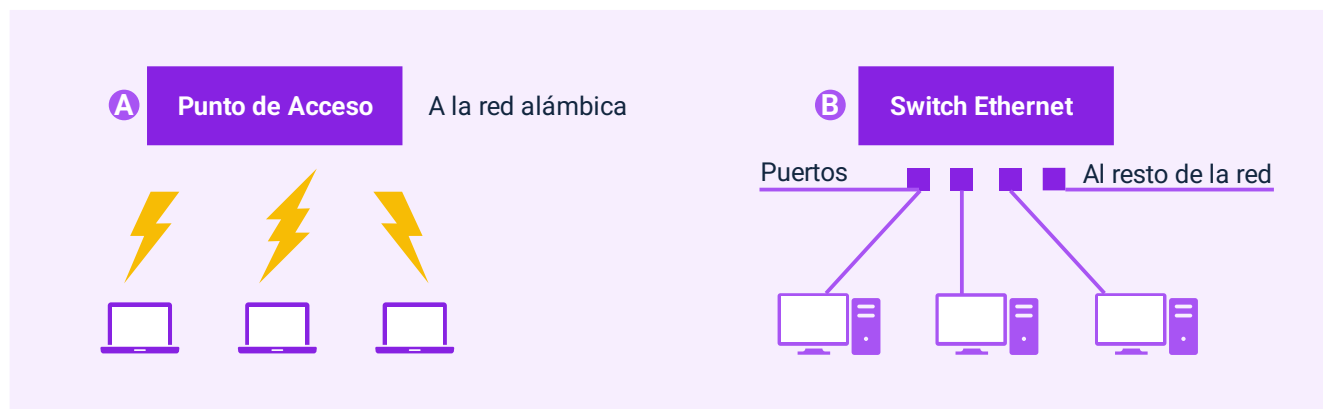 A
Punto de Acceso
A la red alámbica
B
Switch Ethernet
Puertos
Al resto de la red